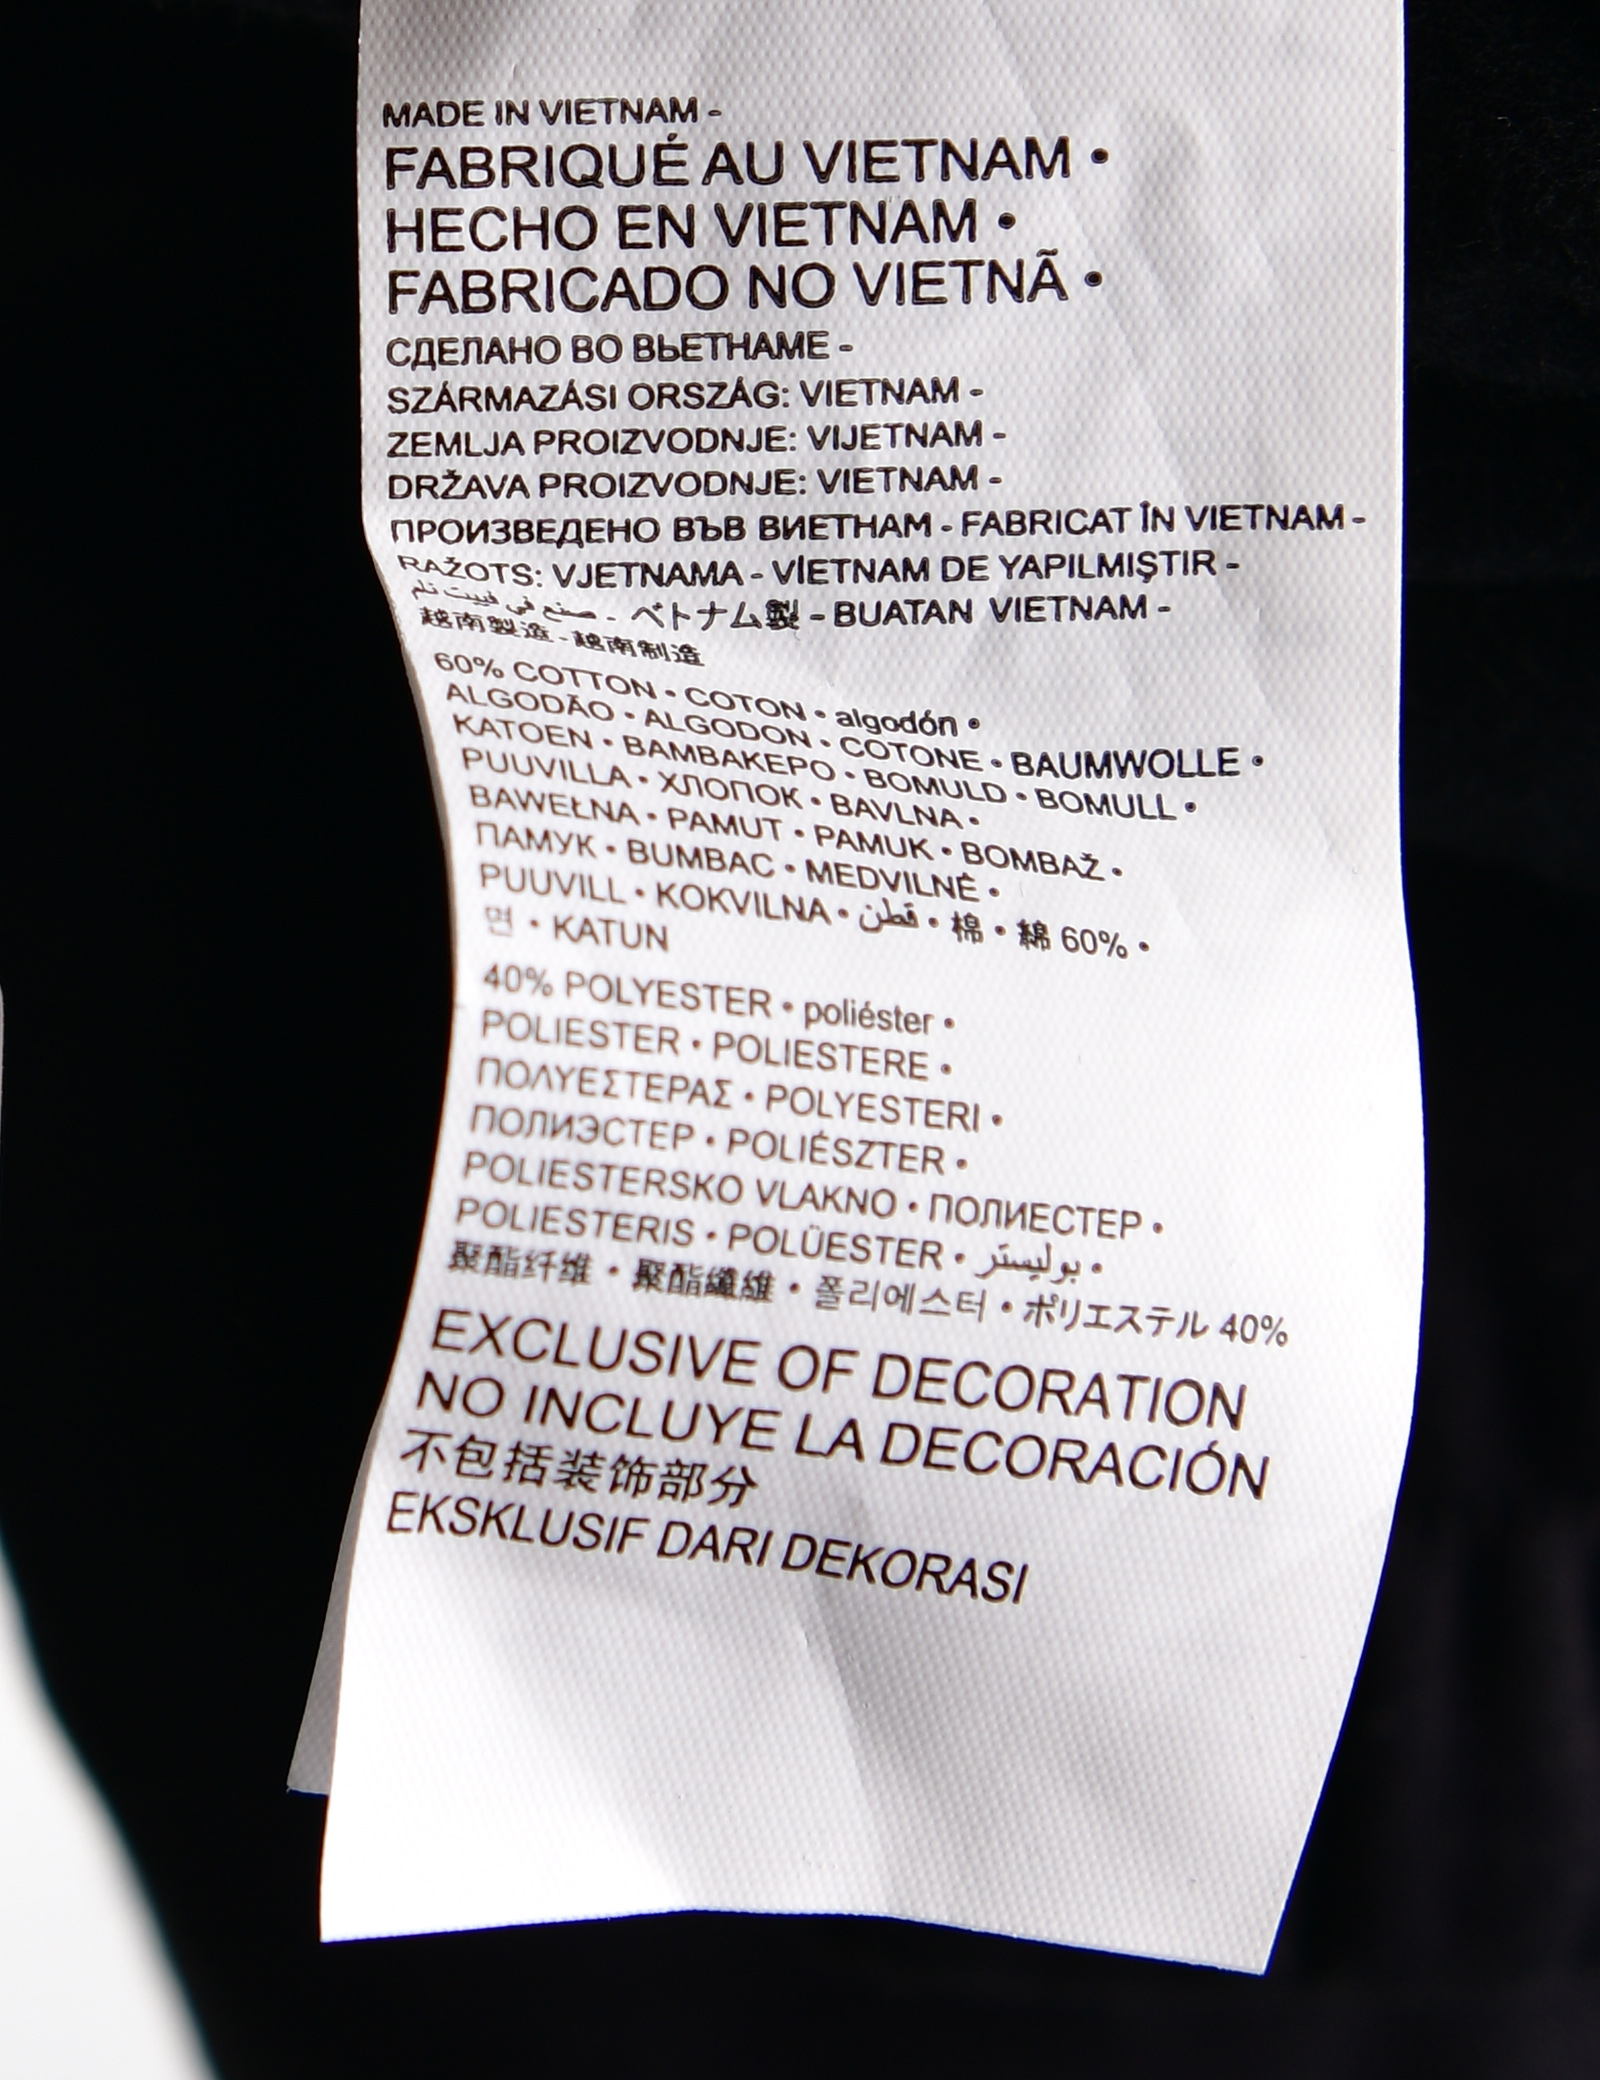 MADE IN VIETNAM -
FABRIQUÉ AU VIETNAM •
HECHO EN VIETNAM •
FABRICADO NO VIETNÃ •
СДЕЛАНО ВО ВЬЕТНАМЕ -
SZÁRMAZÁSI ORSZÁG: VIETNAM -
ZEMLJA PROIZVODNJE: VIJETNAM -
DRŽAVA PROIZVODNJE: VIETNAM -
ПРОИЗВЕДЕНО ВЪВ ВИЕТНАМ - FABRICAT ÎN VIETNAM -
RAŽOTS: VJETNAMA - VİETNAM DE YAPILMIŞTIR -
صنع في فييت نام - ベトナム製 - BUATAN VIETNAM -
越南製造 - 越南制造
60% COTTON • COTON • algodón •
ALGODÃO • ALGODON • COTONE • BAUMWOLLE •
KATOEN • ΒΑΜΒΑΚΕΡΟ • BOMULD • BOMULL •
PUUVILLA • ХЛОПОК • BAVLNA •
BAWEŁNA • PAMUT • PAMUK • BOMBAŽ •
ПАМУК • BUMBAC • MEDVILNĖ •
PUUVILL • KOKVILNA • قطن • 棉 • 綿 60% •
면 • KATUN
40% POLYESTER • poliéster •
POLIESTER • POLIESTERE •
ΠΟΛΥΕΣΤΕΡΑΣ • POLYESTERI •
ПОЛИЭСТЕР • POLIÉSZTER •
POLIESTERSKO VLAKNO • ПОЛИЕСТЕР •
POLIESTERIS • POLÜESTER • بوليستر •
聚酯纤维 • 聚酯纖維 • 폴리에스터 • ポリエステル 40%
EXCLUSIVE OF DECORATION
NO INCLUYE LA DECORACIÓN
不包括装饰部分
EKSKLUSIF DARI DEKORASI